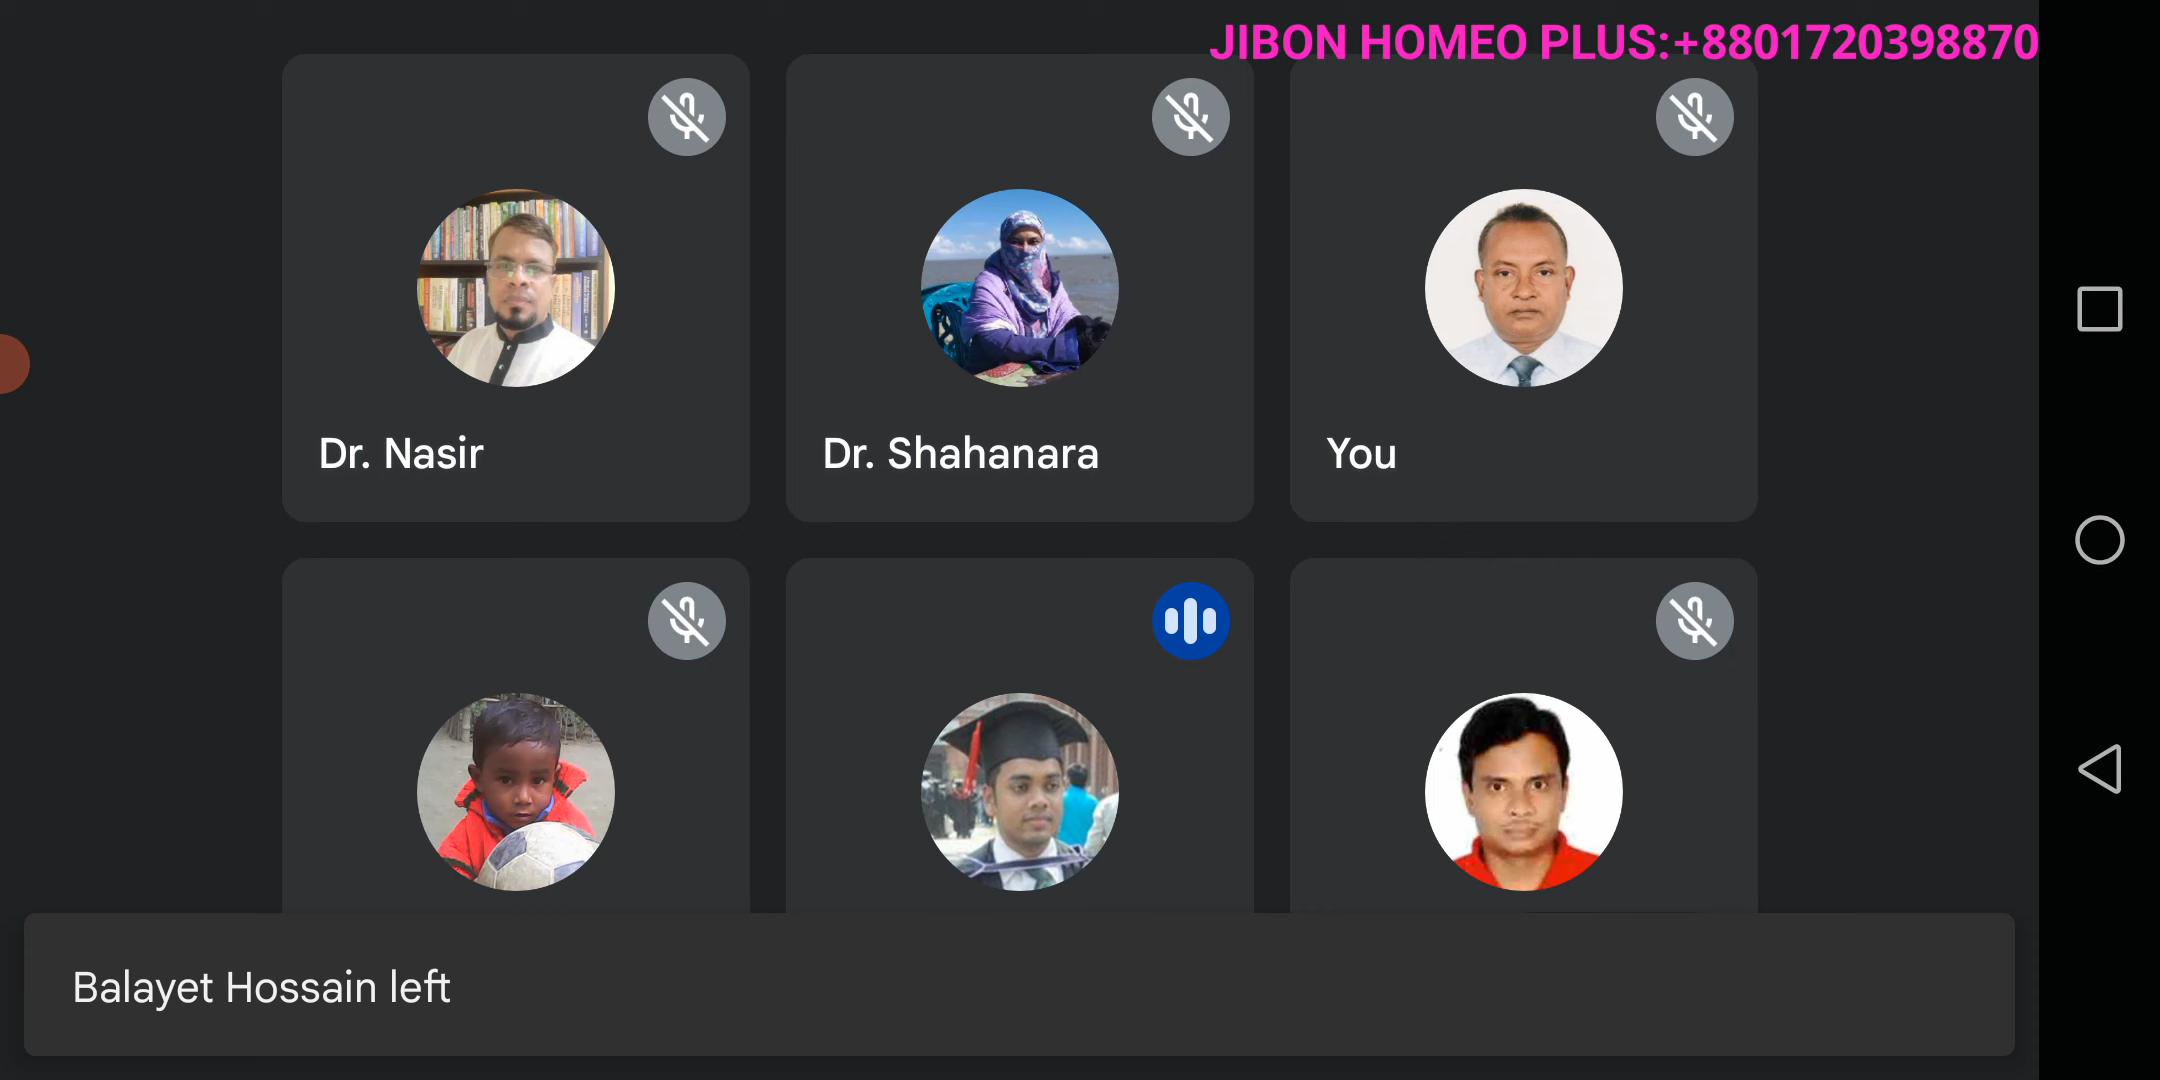 JIBON HOMEO PLUS:+8801720398870
Dr. Nasir
Dr. Shahanara
You
Balayet Hossain left